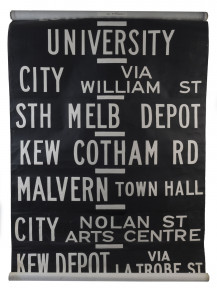 UNIVERSITY
CITY VIA WILLIAM ST
STH MELB DEPOT
KEW COTHAM RD
MALVERN TOWN HALL
CITY NOLAN ST ARTS CENTRE
KEW DEPOT VIA LA TROBE ST